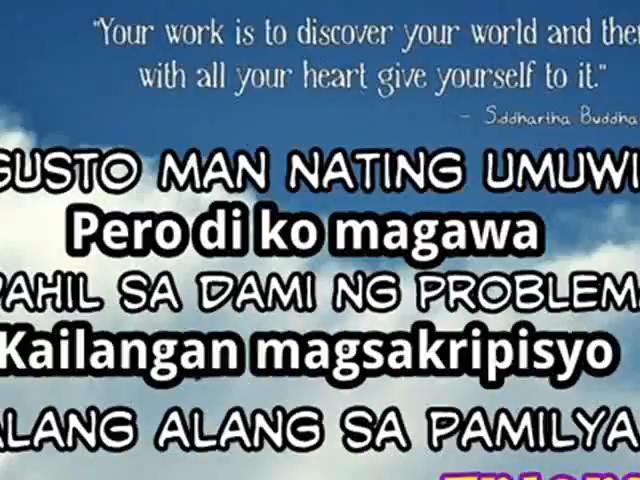 "Your work is to discover your world and then
with all your heart give yourself to it."
- Siddhartha Buddha
GUSTO MAN NATING UMUWI
Pero di ko magawa
DAHIL SA DAMI NG PROBLEMA
Kailangan magsakripisyo
ALANG ALANG SA PAMILYA.